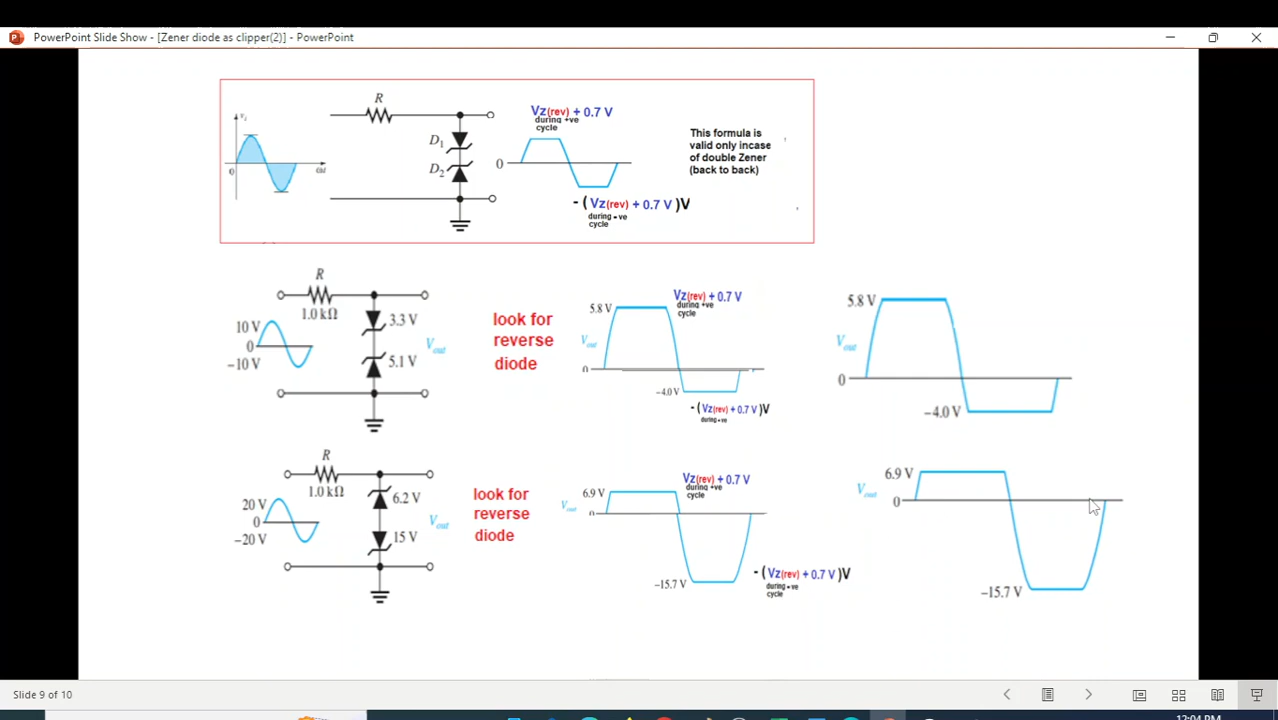 PowerPoint Slide Show - [Zener diode as clipper(2)] - PowerPoint
R
Vz(rev) + 0.7 V
during +ve
cycle
D1
D2
0
0
This formula is
valid only incase
of double Zener
(back to back)
- ( Vz(rev) + 0.7 V )V
during -ve
cycle
R
1.0 kΩ
10 V
0
–10 V
3.3 V
5.1 V
Vout
look for
reverse
diode
Vz(rev) + 0.7 V
during +ve
cycle
5.8 V
Vout
0
–4.0 V
- ( Vz(rev) + 0.7 V )V
during -ve
5.8 V
Vout
0
–4.0 V
R
1.0 kΩ
20 V
0
–20 V
6.2 V
15 V
Vout
look for
reverse
diode
Vz(rev) + 0.7 V
during +ve
cycle
6.9 V
Vout
0
–15.7 V
- ( Vz(rev) + 0.7 V )V
during -ve
cycle
6.9 V
Vout
0
–15.7 V
Slide 9 of 10
12:04 PM